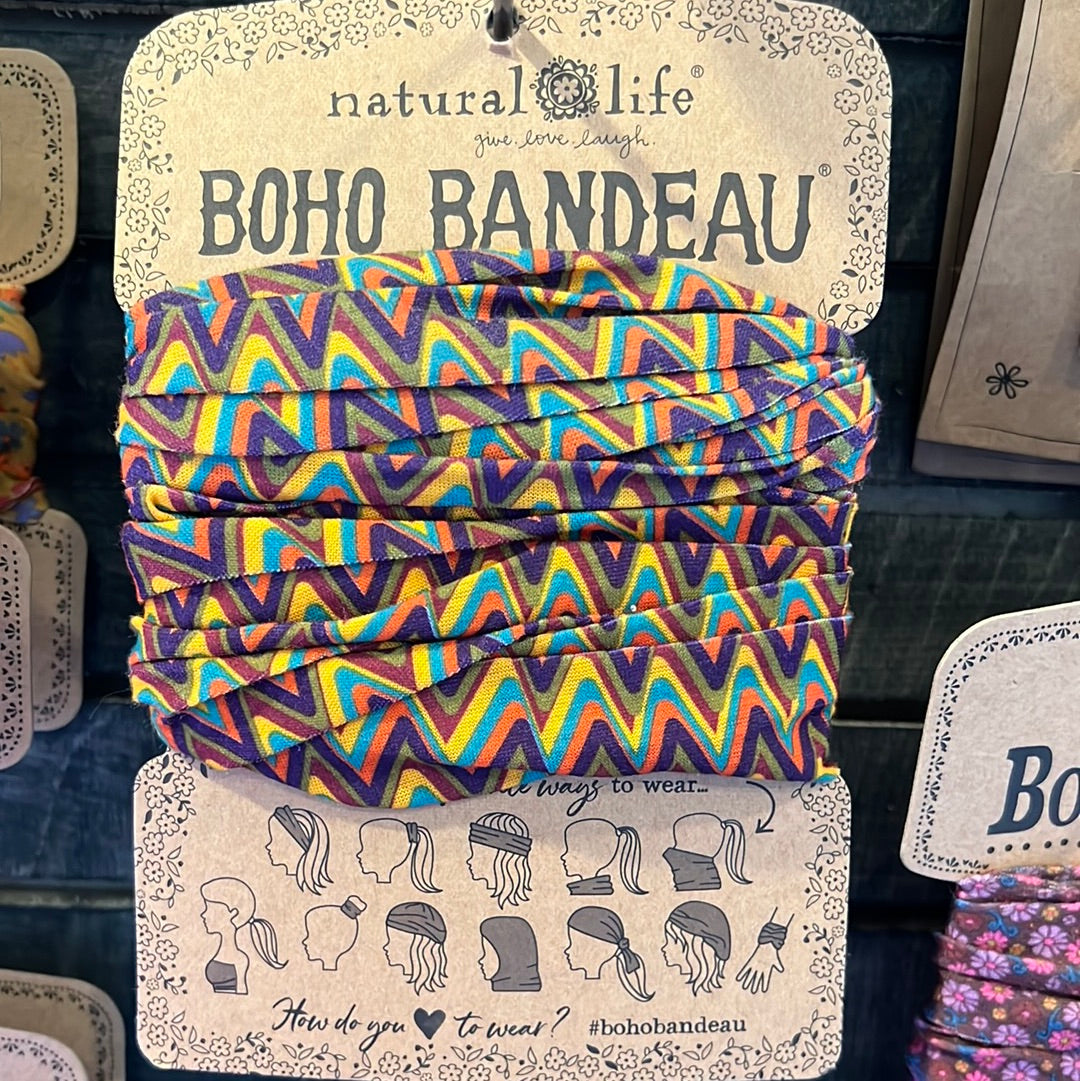 natural life®
give. love. laugh.
BOHO BANDEAU®
ways to wear...
How do you ♥ to wear? #bohobandeau
Bo